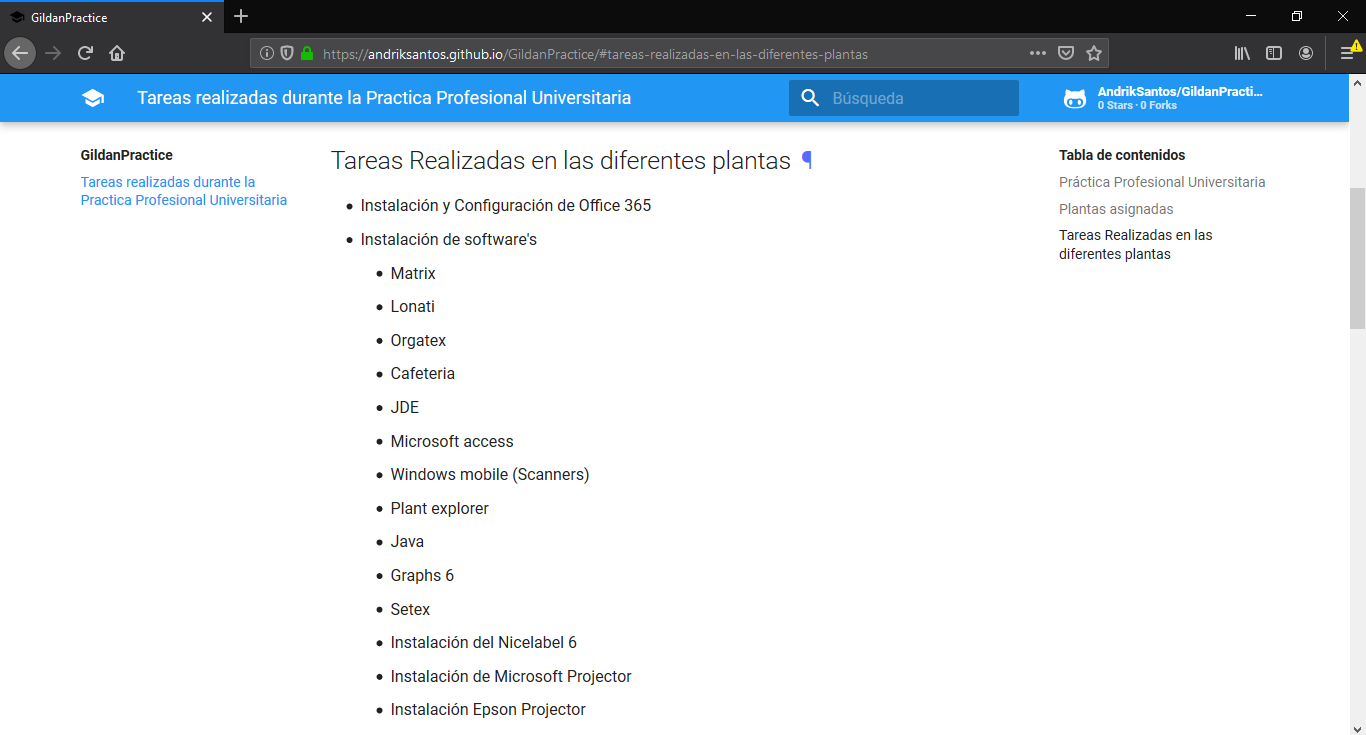 GildanPractice
https://andriksantos.github.io/GildanPractice/#tareas-realizadas-en-las-diferentes-plantas
Tareas realizadas durante la Practica Profesional Universitaria
Búsqueda
AndrikSantos/GildanPracti...
0 Stars · 0 Forks
GildanPractice
Tareas realizadas durante la
Practica Profesional Universitaria
Tareas Realizadas en las diferentes plantas ¶
Instalación y Configuración de Office 365
Instalación de software's
Matrix
Lonati
Orgatex
Cafeteria
JDE
Microsoft access
Windows mobile (Scanners)
Plant explorer
Java
Graphs 6
Setex
Instalación del Nicelabel 6
Instalación de Microsoft Projector
Instalación Epson Projector
Tabla de contenidos
Práctica Profesional Universitaria
Plantas asignadas
Tareas Realizadas en las
diferentes plantas